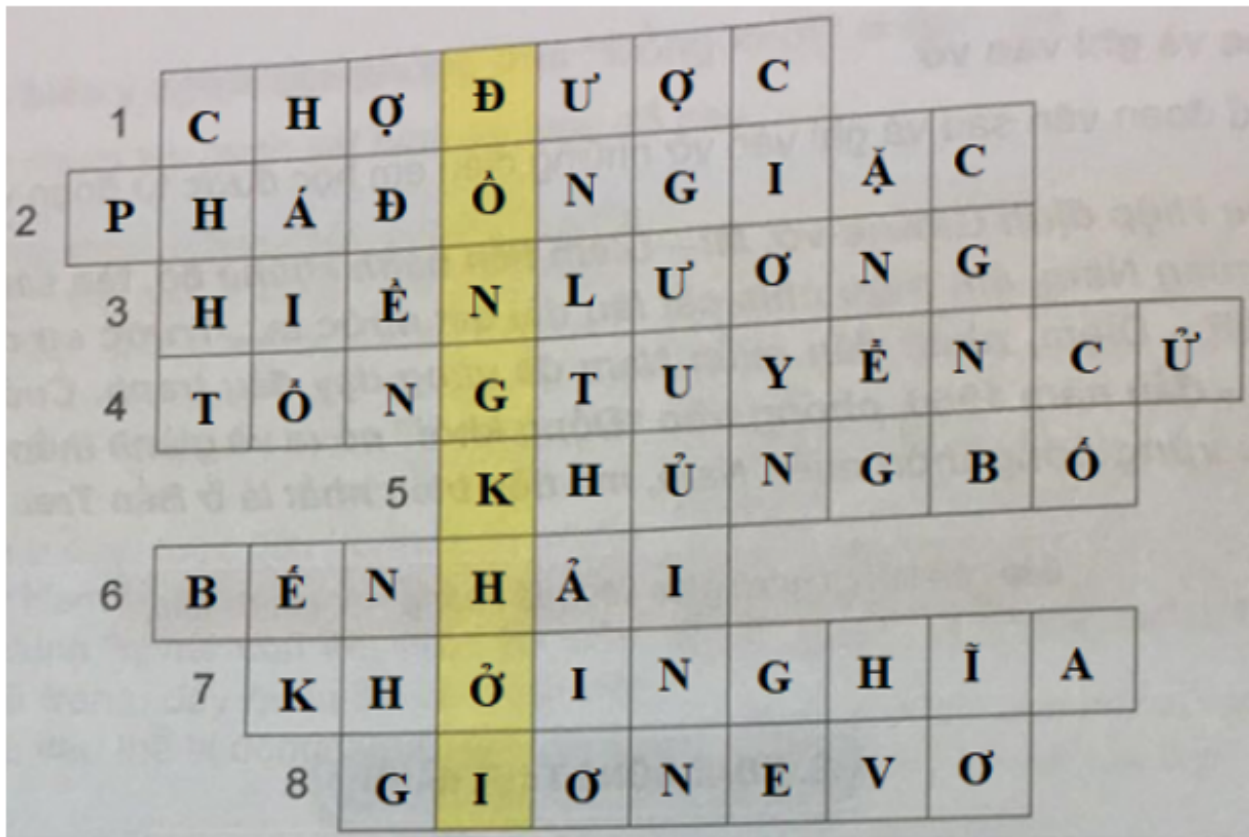 1 C H Ợ Đ Ư Ợ C
2 P H Á Đ Ồ N G I Ặ C
3 H I Ề N L Ư Ơ N G
4 T Ổ N G T U Y Ể N C Ử
5 K H Ủ N G B Ố
6 B Ế N H Ả I
7 K H Ở I N G H Ĩ A
8 G I Ơ N E V Ơ